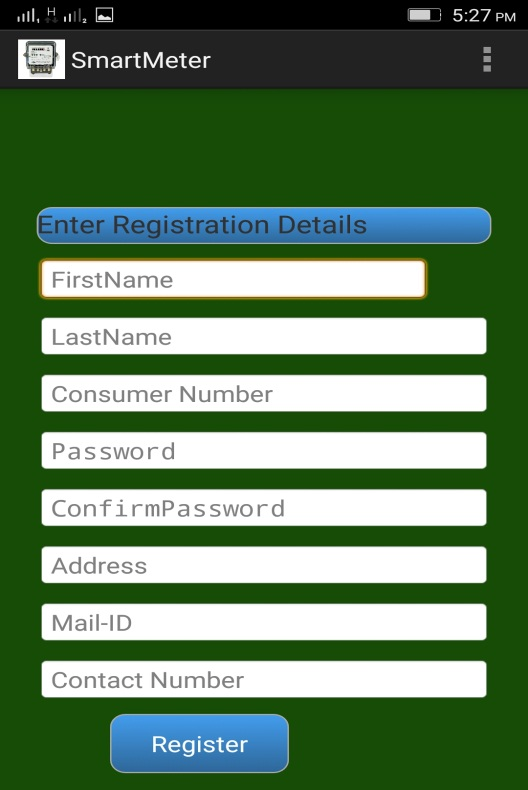 H
2
5:27 PM
SmartMeter
Enter Registration Details
FirstName
LastName
Consumer Number
Password
ConfirmPassword
Address
Mail-ID
Contact Number
Register